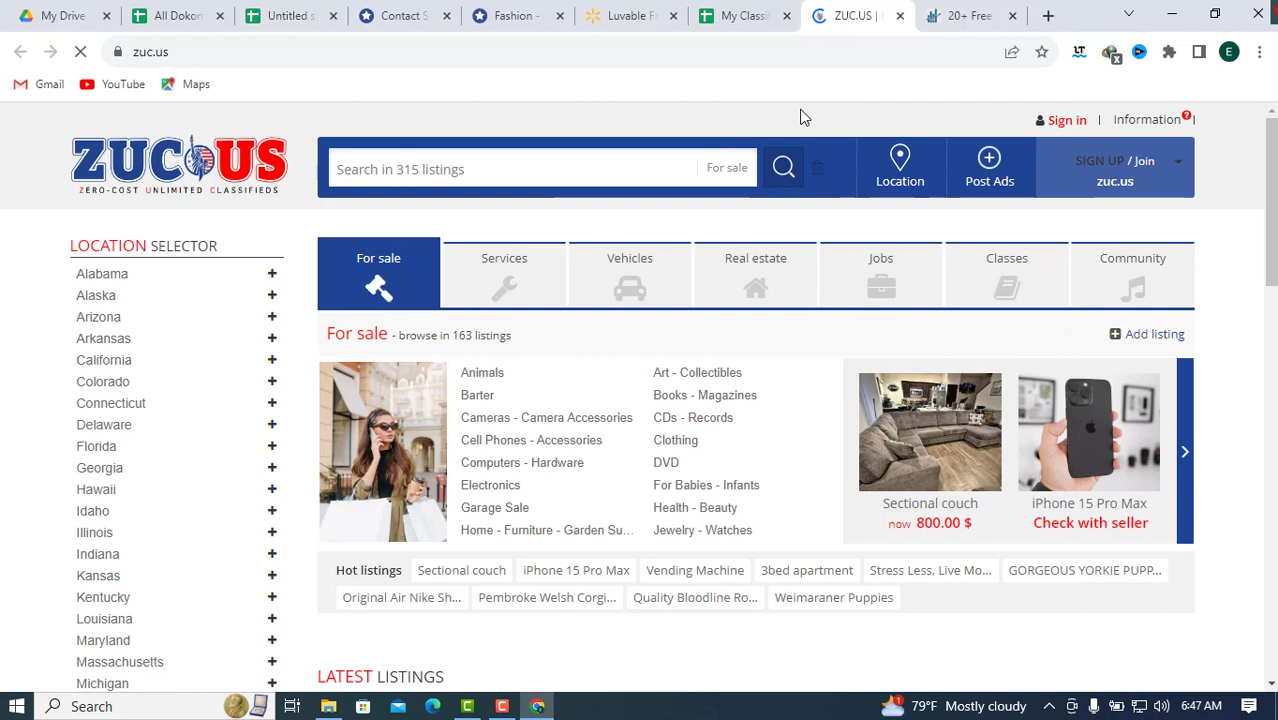 My Drive
All Dokon
Untitled s
Contact S
Fashion -
Luvable F
My Classif
ZUC.US |
20+ Free
zuc.us
Gmail YouTube Maps
Sign in | Information ? |
ZUC US
ZERO-COST UNLIMITED CLASSIFIEDS
Search in 315 listings For sale
Location
Post Ads
SIGN UP / Join
zuc.us
LOCATION SELECTOR
Alabama +
Alaska +
Arizona +
Arkansas +
California +
Colorado +
Connecticut +
Delaware +
Florida +
Georgia +
Hawaii +
Idaho +
Illinois +
Indiana +
Kansas +
Kentucky +
Louisiana +
Maryland +
Massachusetts +
Michigan +
For sale Services Vehicles Real estate Jobs Classes Community
For sale - browse in 163 listings
Add listing
Animals
Barter
Cameras - Camera Accessories
Cell Phones - Accessories
Computers - Hardware
Electronics
Garage Sale
Home - Furniture - Garden Su...
Art - Collectibles
Books - Magazines
CDs - Records
Clothing
DVD
For Babies - Infants
Health - Beauty
Jewelry - Watches
Sectional couch
now 800.00 $
iPhone 15 Pro Max
Check with seller
Hot listings Sectional couch iPhone 15 Pro Max Vending Machine 3bed apartment Stress Less, Live Mo... GORGEOUS YORKIE PUPP...
Original Air Nike Sh... Pembroke Welsh Corgi... Quality Bloodline Ro... Weimaraner Puppies
LATEST LISTINGS
Search
1
79°F Mostly cloudy
6:47 AM